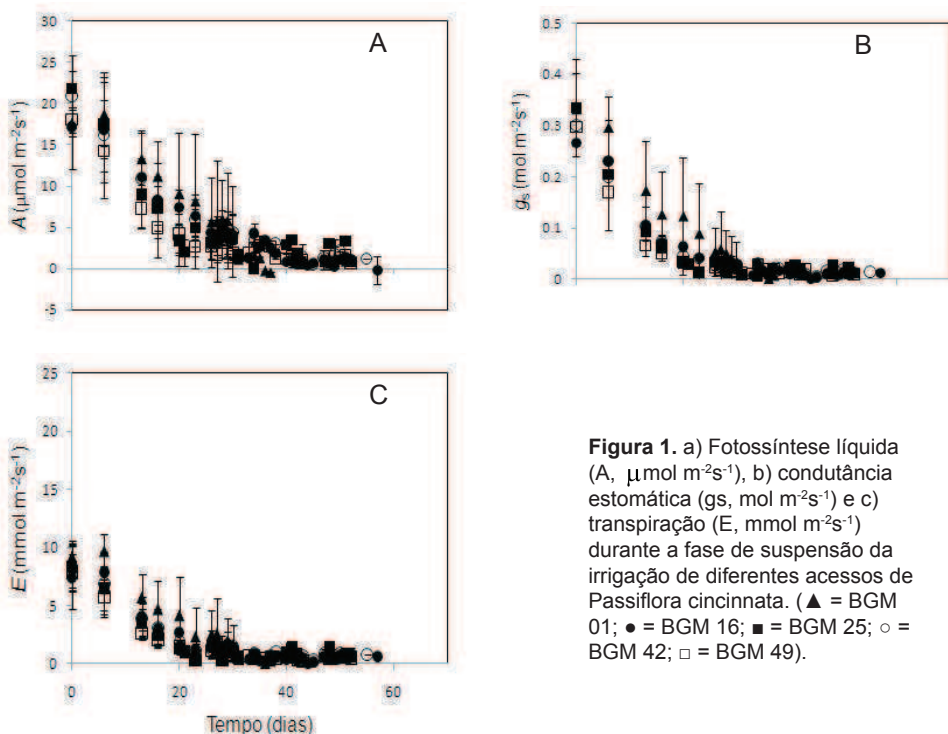 A
30
25
20
15
10
5
0
-5
A (µmol m-2s-1)
B
0.5
0.4
0.3
0.2
0.1
0
gs (mol m-2s-1)
C
25
20
15
10
5
0
E (mmol m-2s-1)
0 20 40 60
Tempo (dias)
Figura 1. a) Fotossíntese líquida
(A, μmol m-2s-1), b) condutância
estomática (gs, mol m-2s-1) e c)
transpiração (E, mmol m-2s-1)
durante a fase de suspensão da
irrigação de diferentes acessos de
Passiflora cincinnata. (▲ = BGM
01; ● = BGM 16; ■ = BGM 25; ○ =
BGM 42; □ = BGM 49).